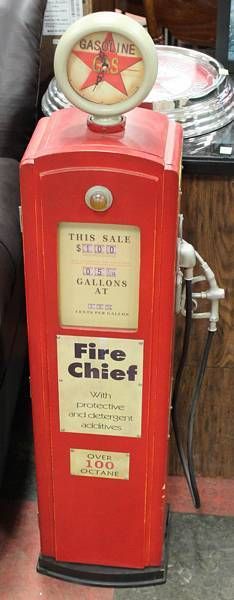 GASOLINE
GAS
THIS SALE
$
GALLONS
AT
CENTS PER GALLON
Fire
Chief
With
protective
and detergent
additives
OVER
100
OCTANE